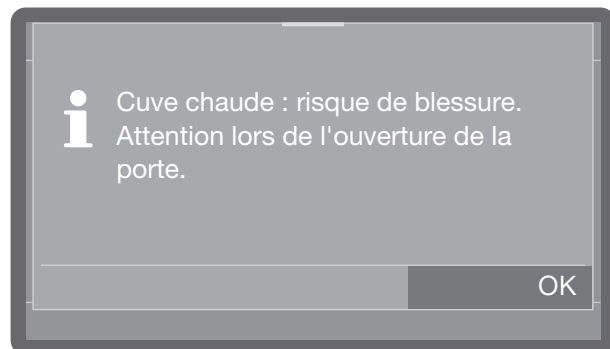 Cuve chaude : risque de blessure.
Attention lors de l'ouverture de la
porte.
OK